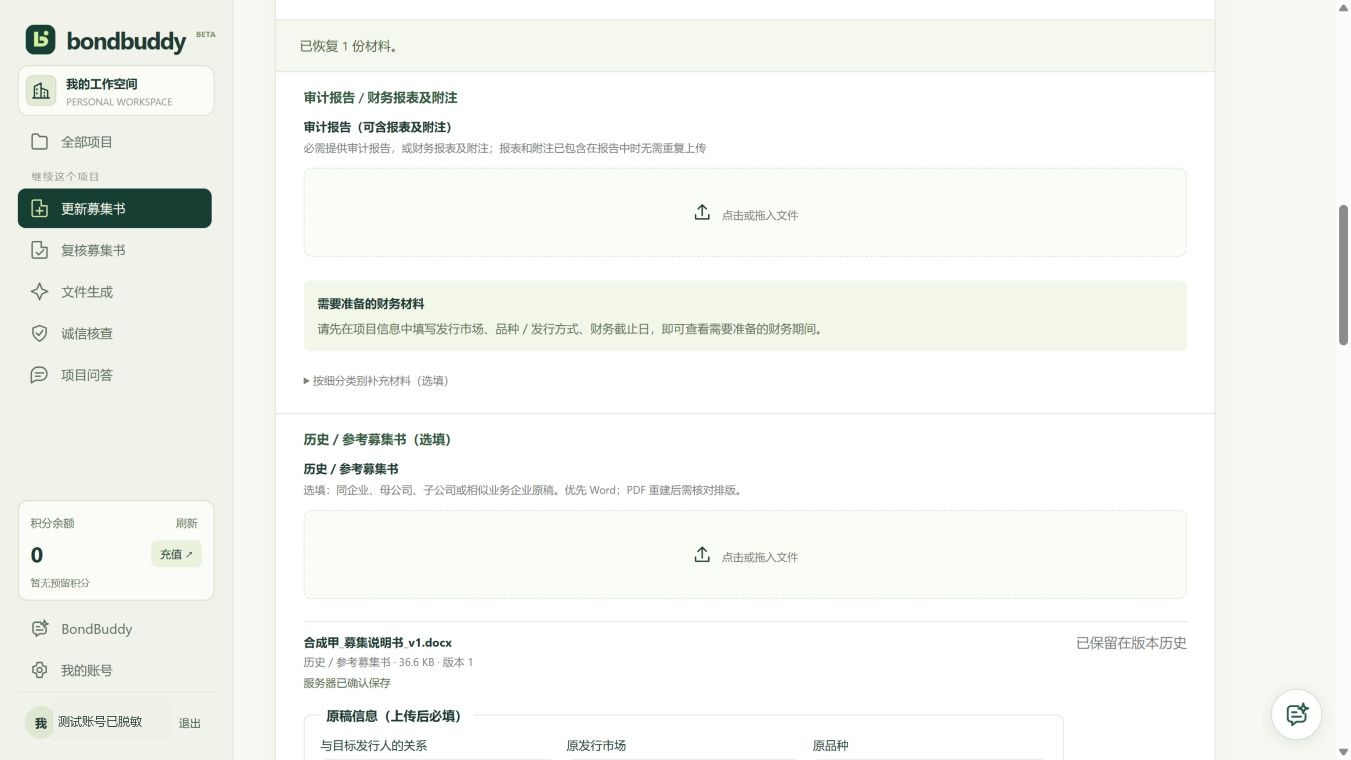 bondbuddy BETA
我的工作空间
PERSONAL WORKSPACE
全部项目
继续这个项目
更新募集书
复核募集书
文件生成
诚信核查
项目问答
积分余额 刷新
0 充值 ↗
暂无预留积分
BondBuddy
我的账号
我 测试账号已脱敏 退出
已恢复 1 份材料。
审计报告 / 财务报表及附注
审计报告（可含报表及附注）
必需提供审计报告，或财务报表及附注；报表和附注已包含在报告中时无需重复上传
点击或拖入文件
需要准备的财务材料
请先在项目信息中填写发行市场、品种 / 发行方式、财务截止日，即可查看需要准备的财务期间。
▶ 按细分类别补充材料（选填）
历史 / 参考募集书（选填）
历史 / 参考募集书
选填：同企业、母公司、子公司或相似业务企业原稿。优先 Word；PDF 重建后需核对排版。
点击或拖入文件
合成甲_募集说明书_v1.docx 已保留在版本历史
历史 / 参考募集书 · 36.6 KB · 版本 1
服务器已确认保存
原稿信息（上传后必填）
与目标发行人的关系 原发行市场 原品种